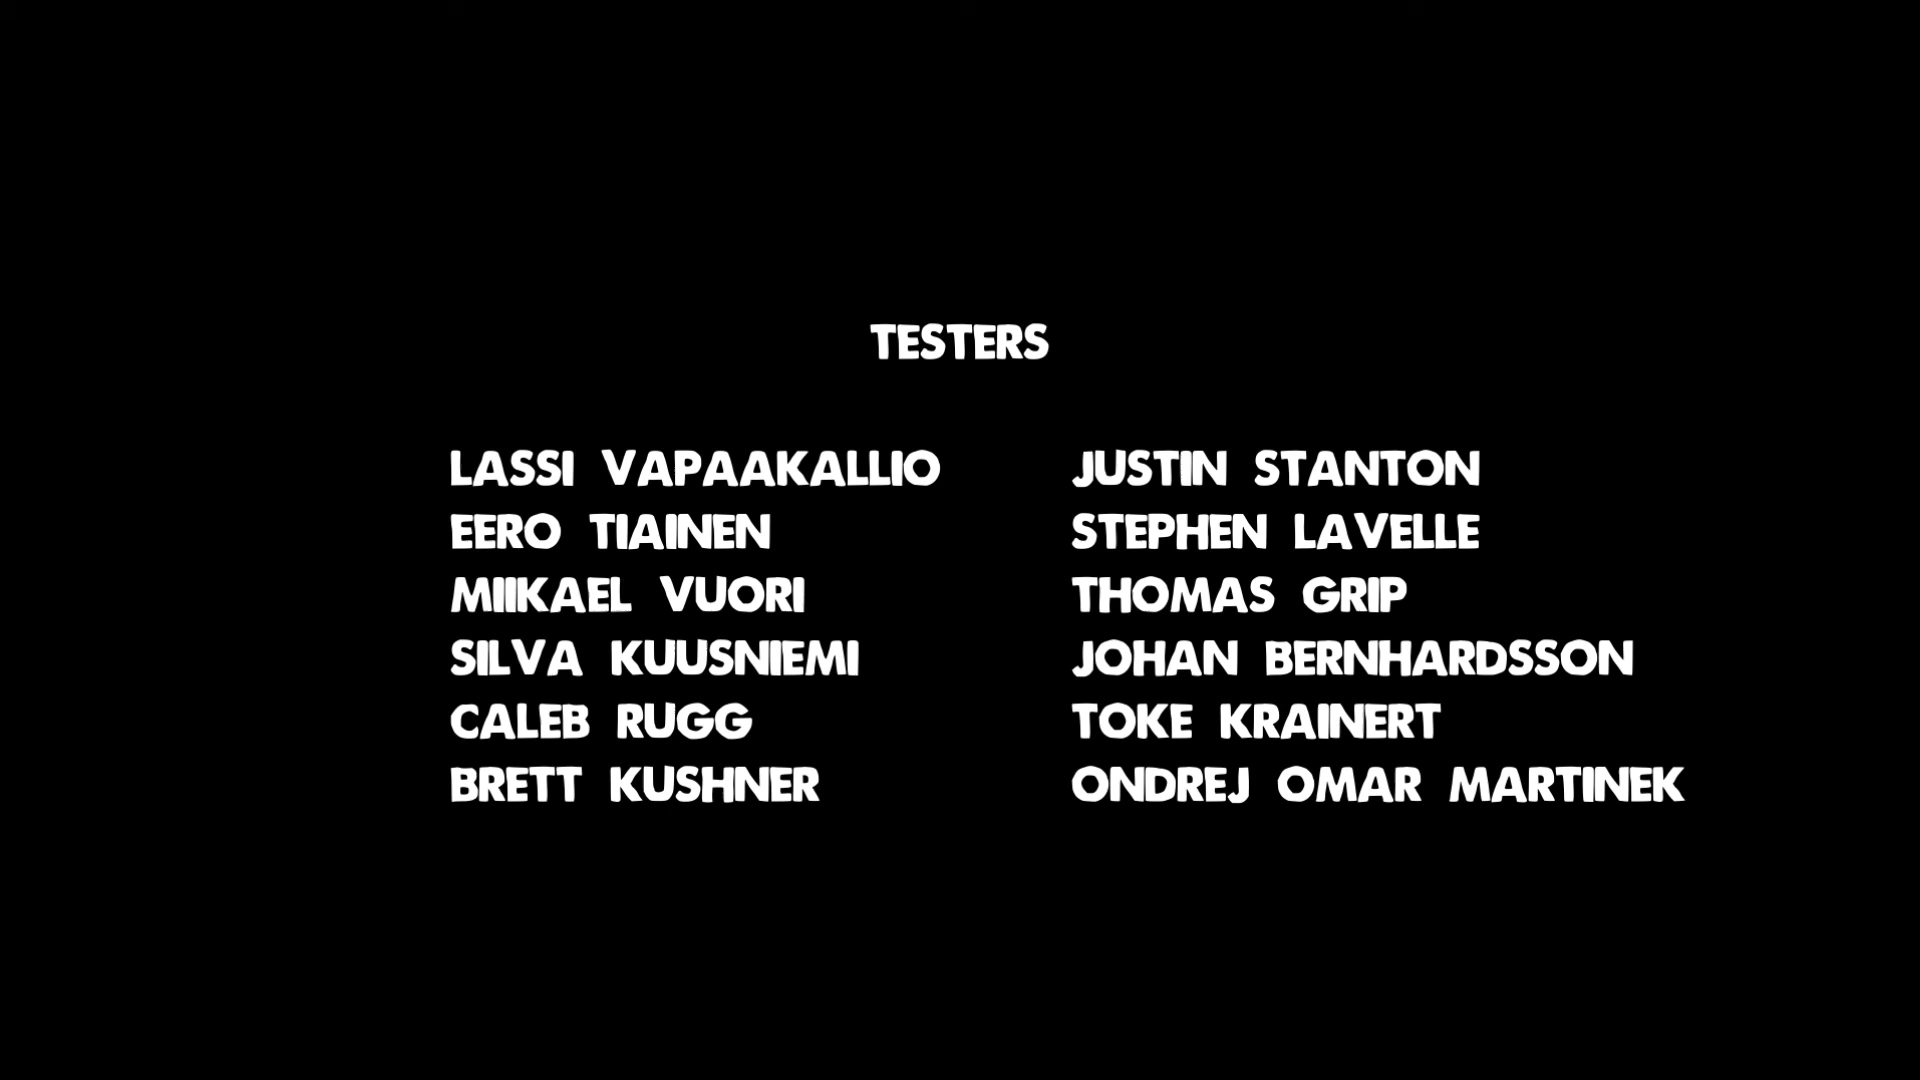 TESTERS
LASSI VAPAAKALLIO
EERO TIAINEN
MIIKAEL VUORI
SILVA KUUSNIEMI
CALEB RUGG
BRETT KUSHNER
JUSTIN STANTON
STEPHEN LAVELLE
THOMAS GRIP
JOHAN BERNHARDSSON
TOKE KRAINERT
ONDREJ OMAR MARTINEK